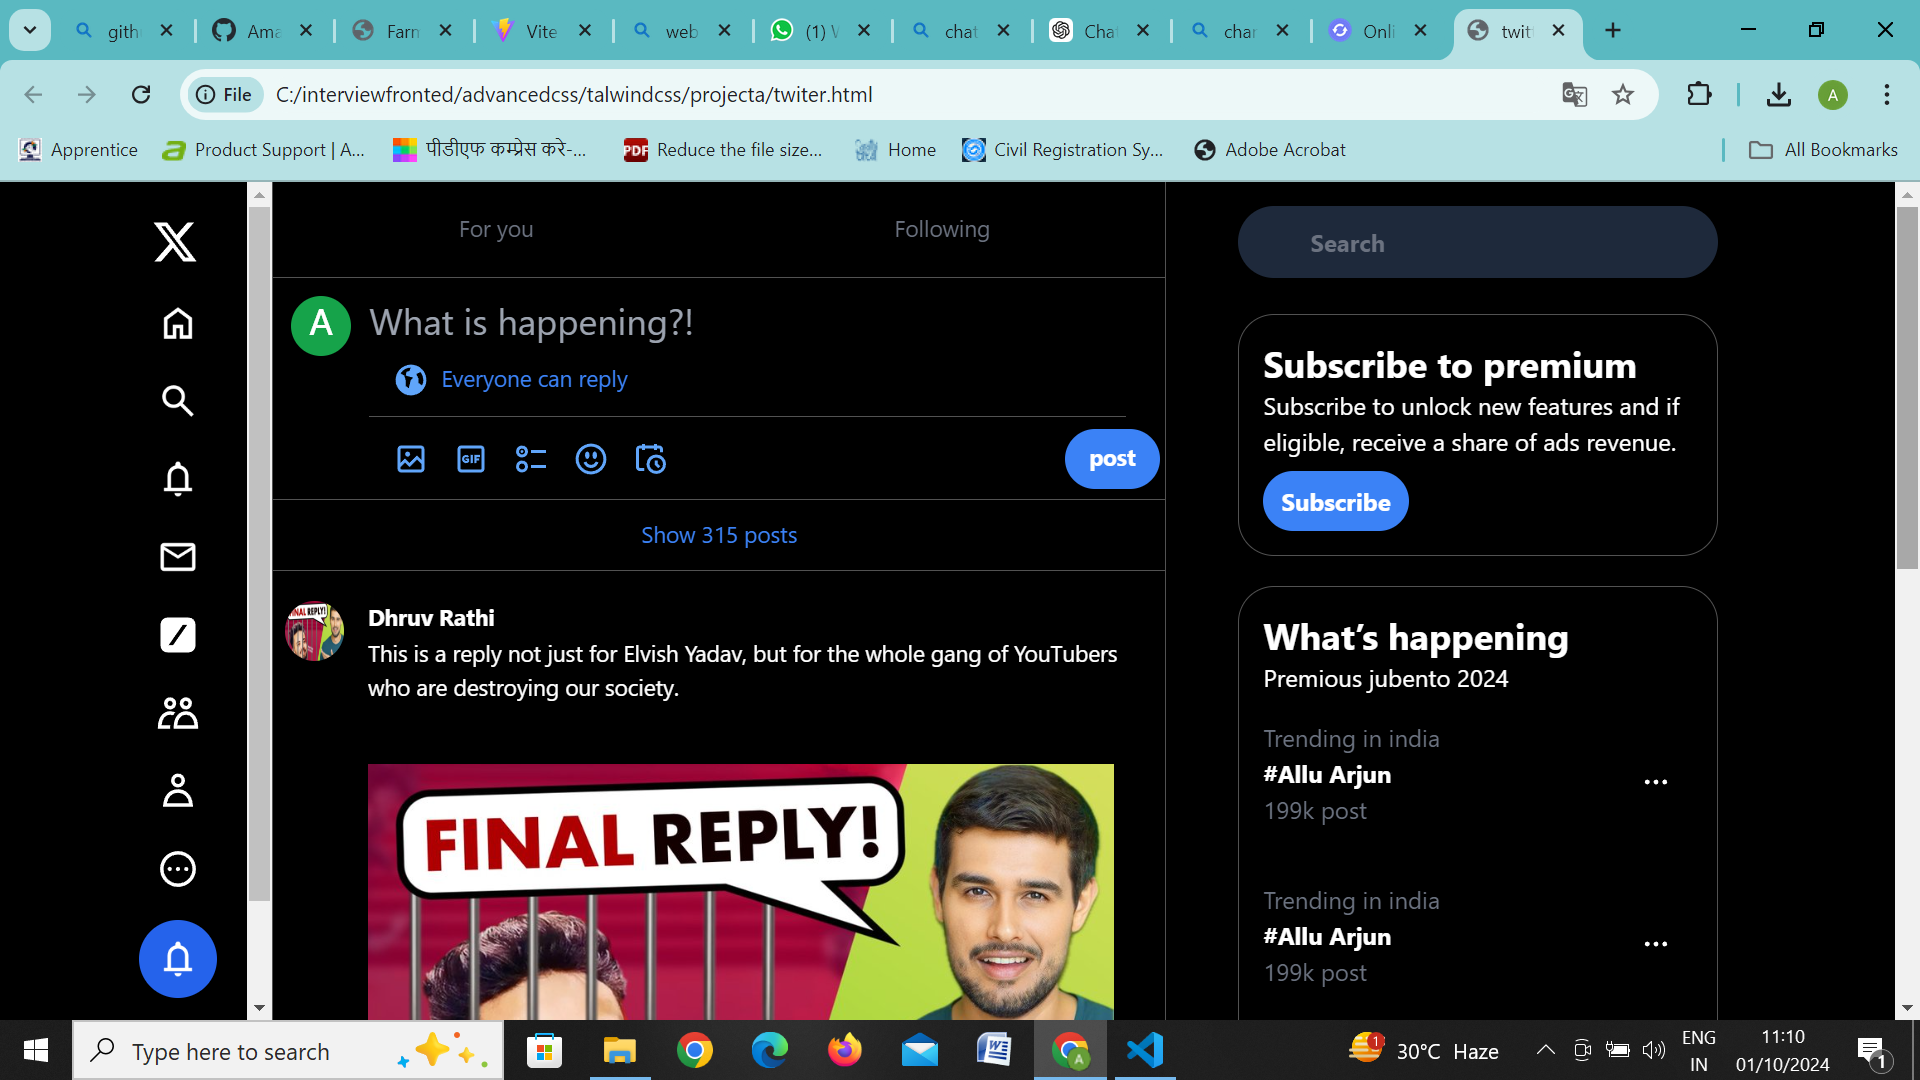 gith
Ama
Farn
Vite
web
(1) W
chat
Cha
char
Onli
twit
File
C:/interviewfronted/advancedcss/talwindcss/projecta/twiter.html
A
Apprentice
Product Support | A...
पीडीएफ कम्प्रेस करे-...
PDF
Reduce the file size...
Home
Civil Registration Sy...
Adobe Acrobat
All Bookmarks
For you
Following
Search
A
What is happening?!
Everyone can reply
GIF
post
Subscribe to premium
Subscribe to unlock new features and if
eligible, receive a share of ads revenue.
Subscribe
Show 315 posts
Dhruv Rathi
This is a reply not just for Elvish Yadav, but for the whole gang of YouTubers
who are destroying our society.
FINAL REPLY!
What’s happening
Premious jubento 2024
Trending in india
#Allu Arjun
199k post
Trending in india
#Allu Arjun
199k post
Type here to search
1
30°C Haze
ENG
IN
11:10
01/10/2024
1